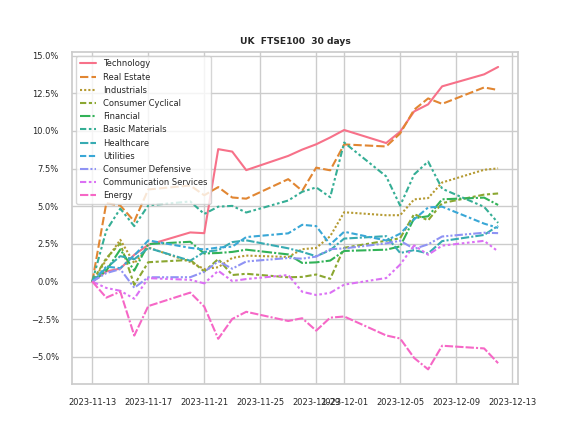 UK  FTSE100  30 days
15.0%
12.5%
10.0%
7.5%
5.0%
2.5%
0.0%
−2.5%
−5.0%
Technology
Real Estate
Industrials
Consumer Cyclical
Financial
Basic Materials
Healthcare
Utilities
Consumer Defensive
Communication Services
Energy
2023-11-13 2023-11-17 2023-11-21 2023-11-25 2023-11-29 2023-12-01 2023-12-05 2023-12-09 2023-12-13